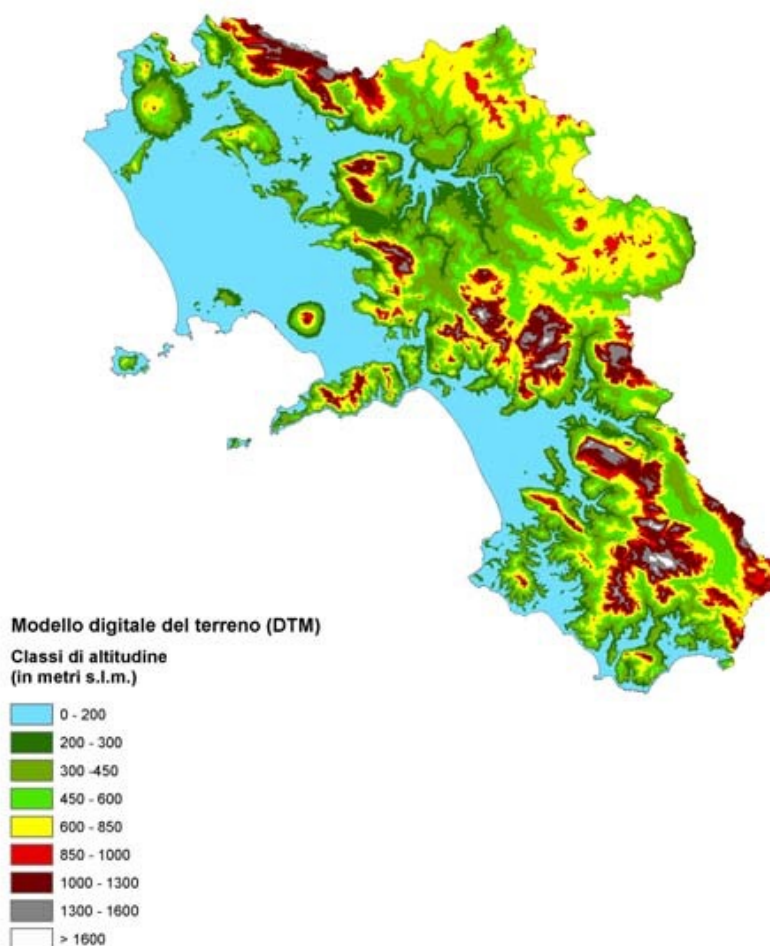 Modello digitale del terreno (DTM)
Classi di altitudine
(in metri s.l.m.)
0 - 200
200 - 300
300 -450
450 - 600
600 - 850
850 - 1000
1000 - 1300
1300 - 1600
> 1600